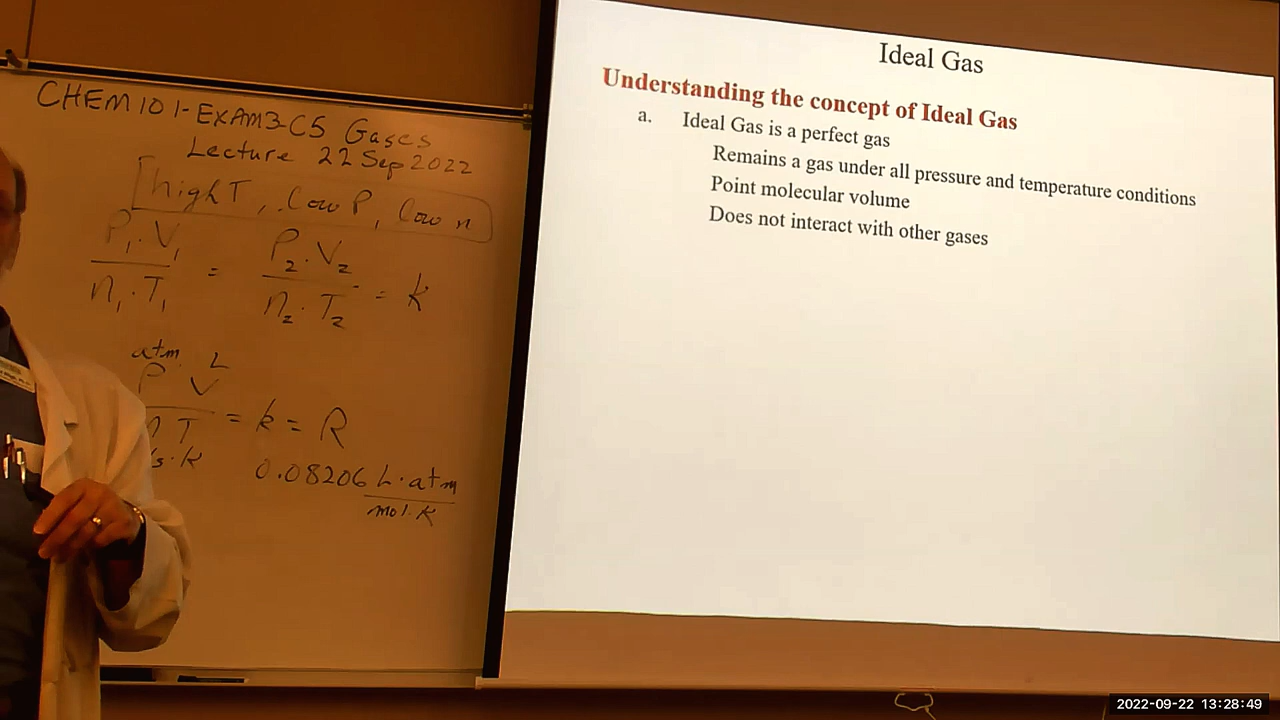 CHEM 101-EXAM3-C5 Gases
Lecture 22 Sep 2022
[high T, low P, low n]
P₁·V₁ / n₁·T₁ = P₂·V₂ / n₂·T₂ = k
atm L
P V / n T = k = R
s·K
0.08206 L·atm / mol·K
Ideal Gas
Understanding the concept of Ideal Gas
a. Ideal Gas is a perfect gas
Remains a gas under all pressure and temperature conditions
Point molecular volume
Does not interact with other gases
2022-09-22 13:28:49